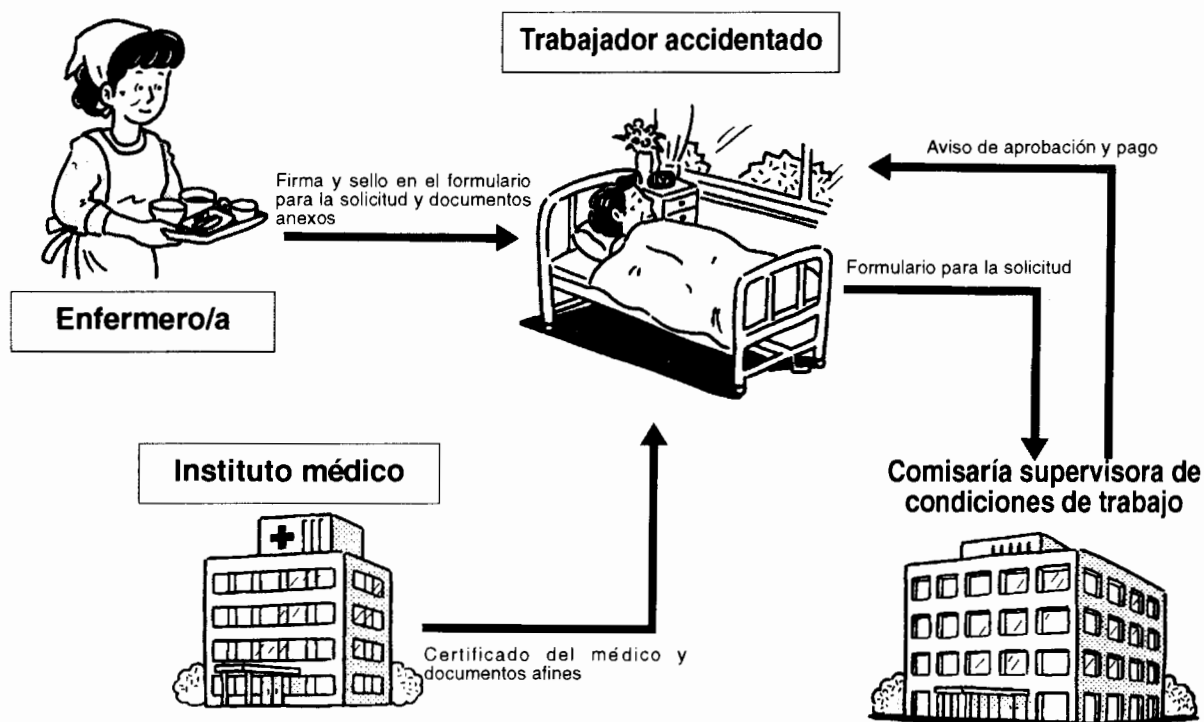 Trabajador accidentado
Aviso de aprobación y pago
Firma y sello en el formulario
para la solicitud y documentos
anexos
Formulario para la solicitud
Enfermero/a
Instituto médico
Comisaría supervisora de
condiciones de trabajo
Certificado del médico y
documentos afines